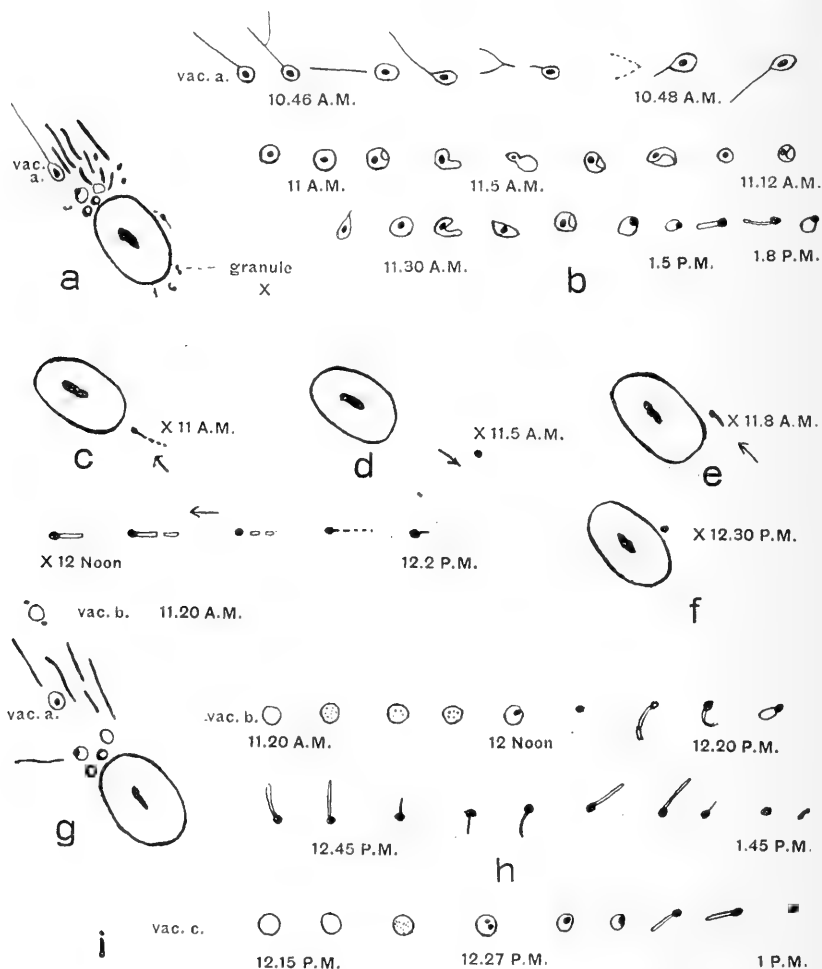 vac. a.
10.46 A.M. 10.48 A.M.
vac.
a.
11 A.M. 11.5 A.M. 11.12 A.M.
granule
X
11.30 A.M. 1.5 P.M. 1.8 P.M.
a
b
X 11 A.M.
X 11.5 A.M.
X 11.8 A.M.
c
d
e
X 12 Noon 12.2 P.M.
X 12.30 P.M.
f
vac. b. 11.20 A.M.
vac. a.
vac. b.
11.20 A.M. 12 Noon 12.20 P.M.
g
12.45 P.M. 1.45 P.M.
h
i
vac. c.
12.15 P.M. 12.27 P.M. 1 P.M.